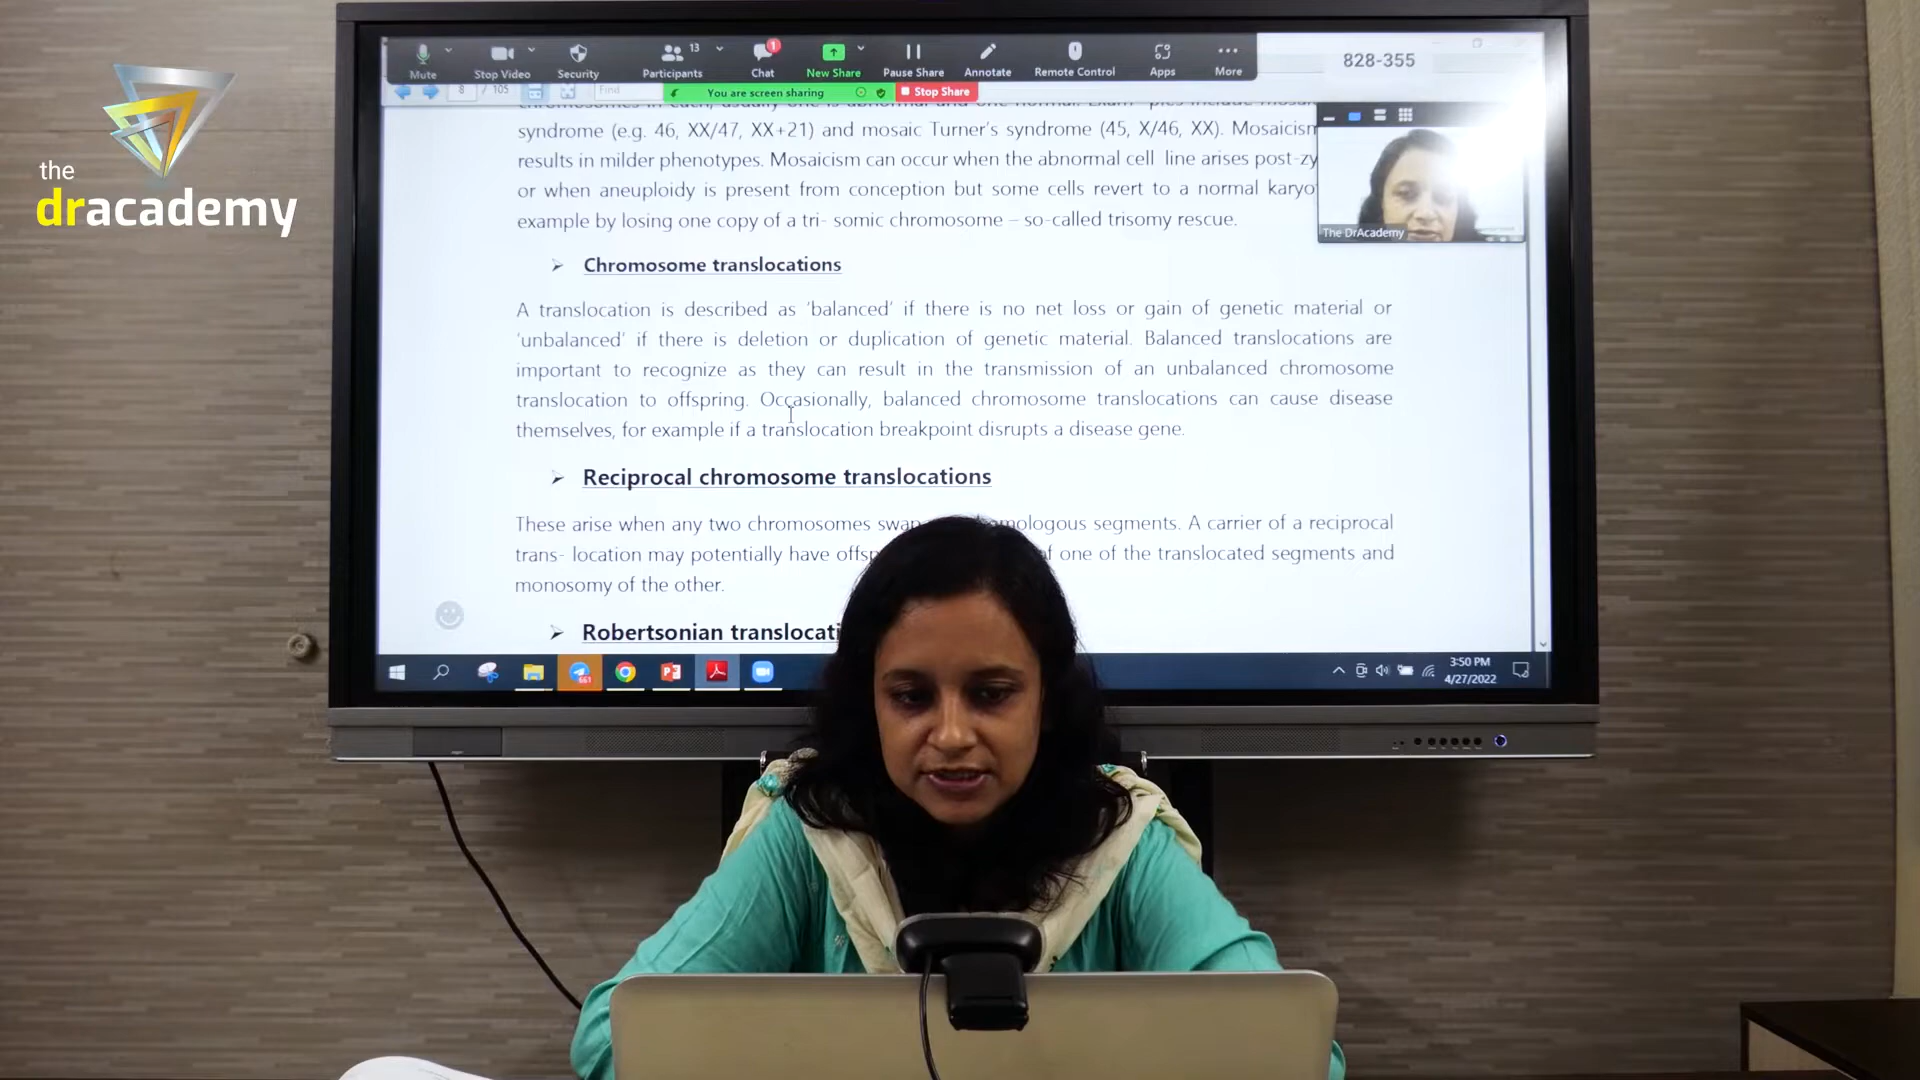 the
dracademy
Mute
Stop Video
Security
Participants
13
Chat
1
New Share
Pause Share
Annotate
Remote Control
Apps
More
828-355
8 / 105
Find
You are screen sharing
Stop Share
syndrome (e.g. 46, XX/47, XX+21) and mosaic Turner's syndrome (45, X/46, XX). Mosaicism
results in milder phenotypes. Mosaicism can occur when the abnormal cell line arises post-zy
or when aneuploidy is present from conception but some cells revert to a normal karyo
example by losing one copy of a tri- somic chromosome – so-called trisomy rescue.
The DrAcademy
➢ Chromosome translocations
A translocation is described as 'balanced' if there is no net loss or gain of genetic material or
'unbalanced' if there is deletion or duplication of genetic material. Balanced translocations are
important to recognize as they can result in the transmission of an unbalanced chromosome
translocation to offspring. Occasionally, balanced chromosome translocations can cause disease
themselves, for example if a translocation breakpoint disrupts a disease gene.
➢ Reciprocal chromosome translocations
These arise when any two chromosomes swap mologous segments. A carrier of a reciprocal
trans- location may potentially have offsp of one of the translocated segments and
monosomy of the other.
➢ Robertsonian translocati
661
3:50 PM
4/27/2022